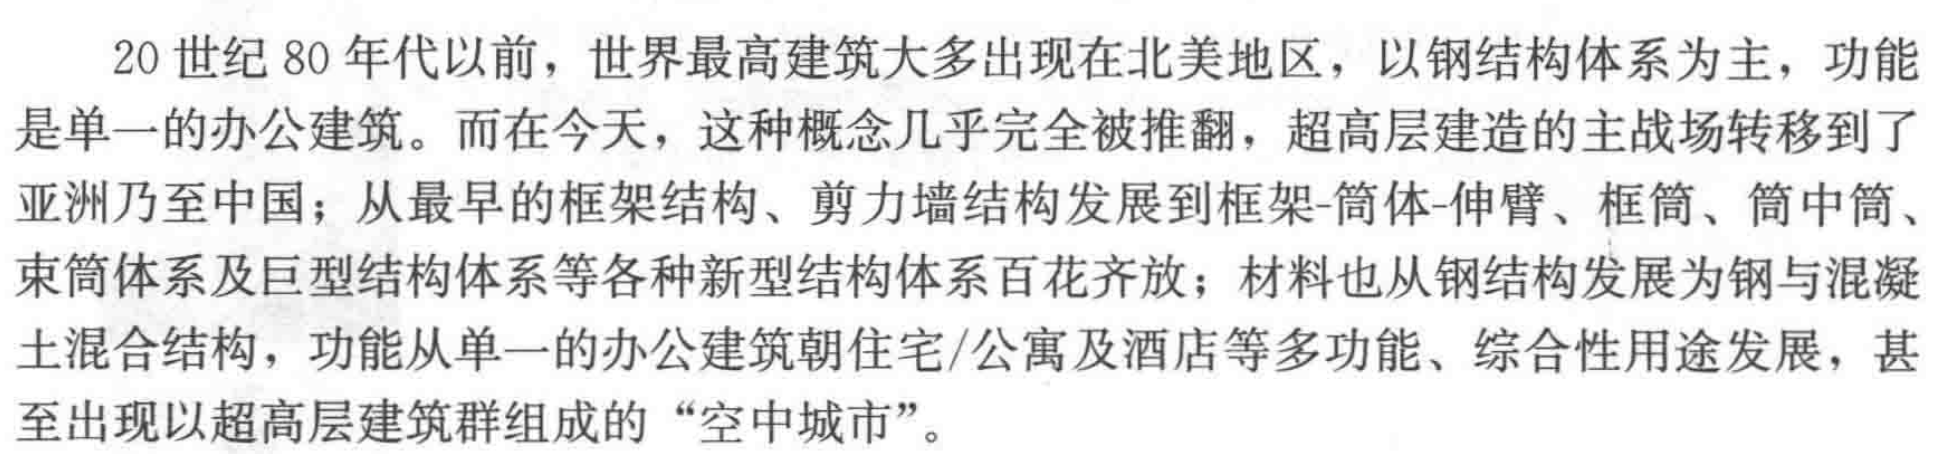 20世纪80年代以前，世界最高建筑大多出现在北美地区，以钢结构体系为主，功能
是单一的办公建筑。而在今天，这种概念几乎完全被推翻，超高层建造的主战场转移到了
亚洲乃至中国；从最早的框架结构、剪力墙结构发展到框架-筒体-伸臂、框筒、筒中筒、
束筒体系及巨型结构体系等各种新型结构体系百花齐放；材料也从钢结构发展为钢与混凝
土混合结构，功能从单一的办公建筑朝住宅/公寓及酒店等多功能、综合性用途发展，甚
至出现以超高层建筑群组成的“空中城市”。